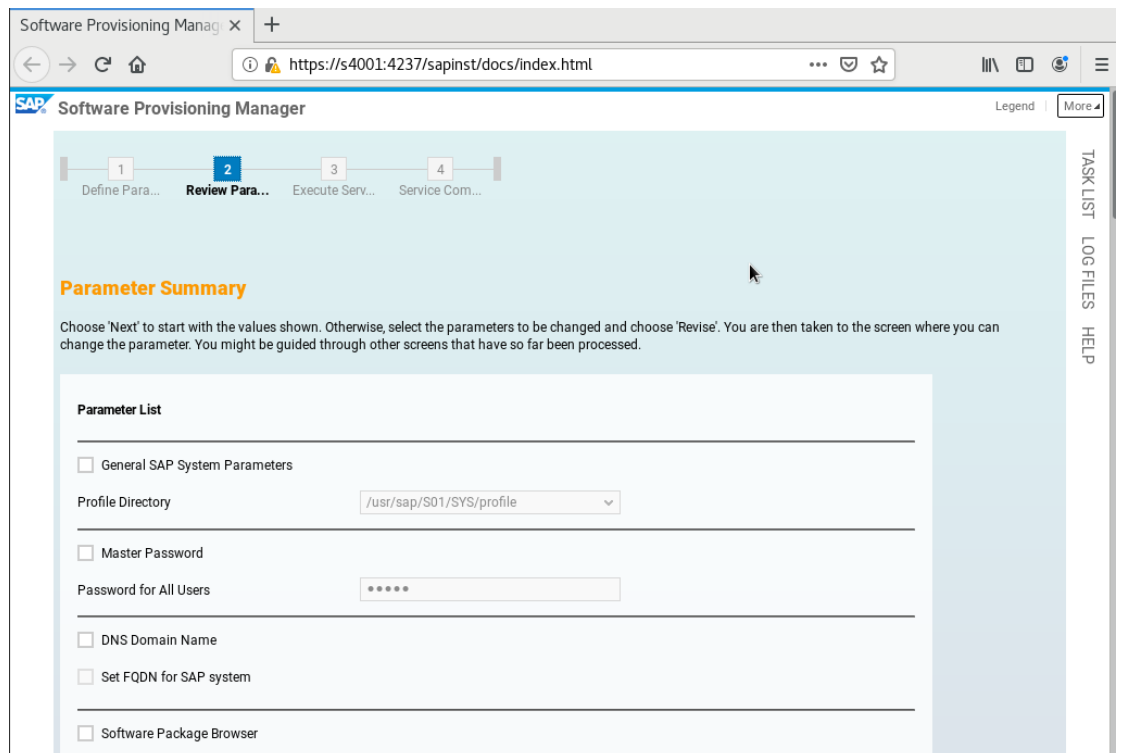 Software Provisioning Manag
https://s4001:4237/sapinst/docs/index.html
SAP Software Provisioning Manager
Legend
More
1 2 3 4
Define Para... Review Para... Execute Serv... Service Com...
TASK LIST
LOG FILES
HELP
Parameter Summary
Choose 'Next' to start with the values shown. Otherwise, select the parameters to be changed and choose 'Revise'. You are then taken to the screen where you can
change the parameter. You might be guided through other screens that have so far been processed.
Parameter List
General SAP System Parameters
Profile Directory /usr/sap/S01/SYS/profile
Master Password
Password for All Users •••••
DNS Domain Name
Set FQDN for SAP system
Software Package Browser